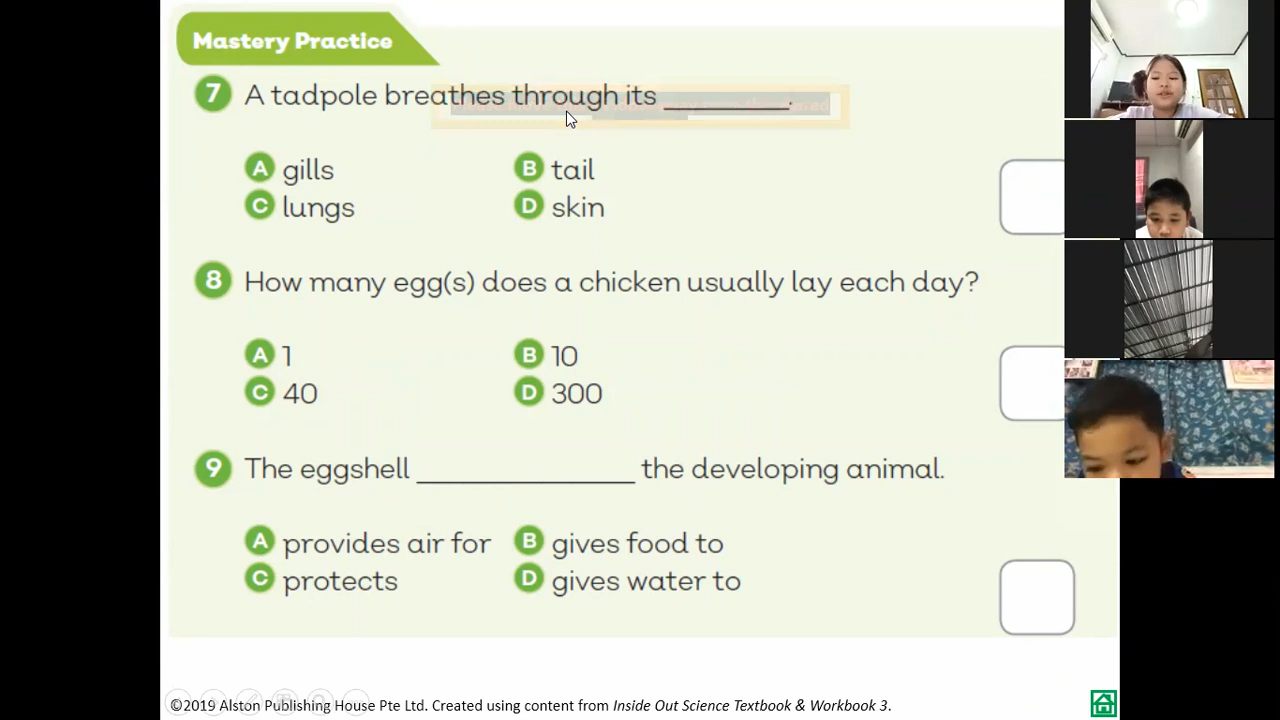 Mastery Practice
7 A tadpole breathes through its __________.
A gills B tail
C lungs D skin
8 How many egg(s) does a chicken usually lay each day?
A 1 B 10
C 40 D 300
9 The eggshell __________ the developing animal.
A provides air for B gives food to
C protects D gives water to
©2019 Alston Publishing House Pte Ltd. Created using content from Inside Out Science Textbook & Workbook 3.